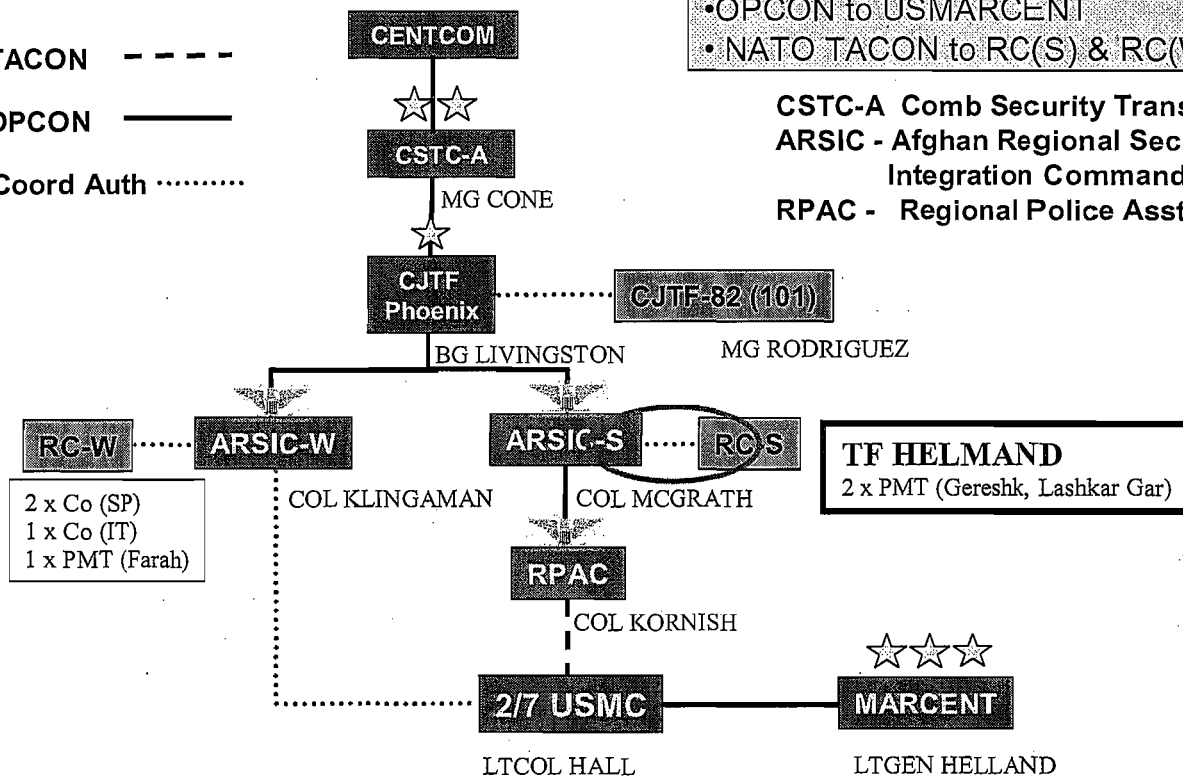 CENTCOM
TACON
OPCON
Coord Auth
•OPCON to USMARCENT
• NATO TACON to RC(S) & RC(
CSTC-A Comb Security Trans
ARSIC - Afghan Regional Sec
Integration Command
RPAC - Regional Police Asst
CSTC-A
MG CONE
CJTF
Phoenix
CJTF-82 (101)
BG LIVINGSTON
MG RODRIGUEZ
RC-W
ARSIC-W
ARSIC-S
RC-S
2 x Co (SP)
1 x Co (IT)
1 x PMT (Farah)
COL KLINGAMAN
COL MCGRATH
TF HELMAND
2 x PMT (Gereshk, Lashkar Gar)
RPAC
COL KORNISH
2/7 USMC
MARCENT
LTCOL HALL
LTGEN HELLAND